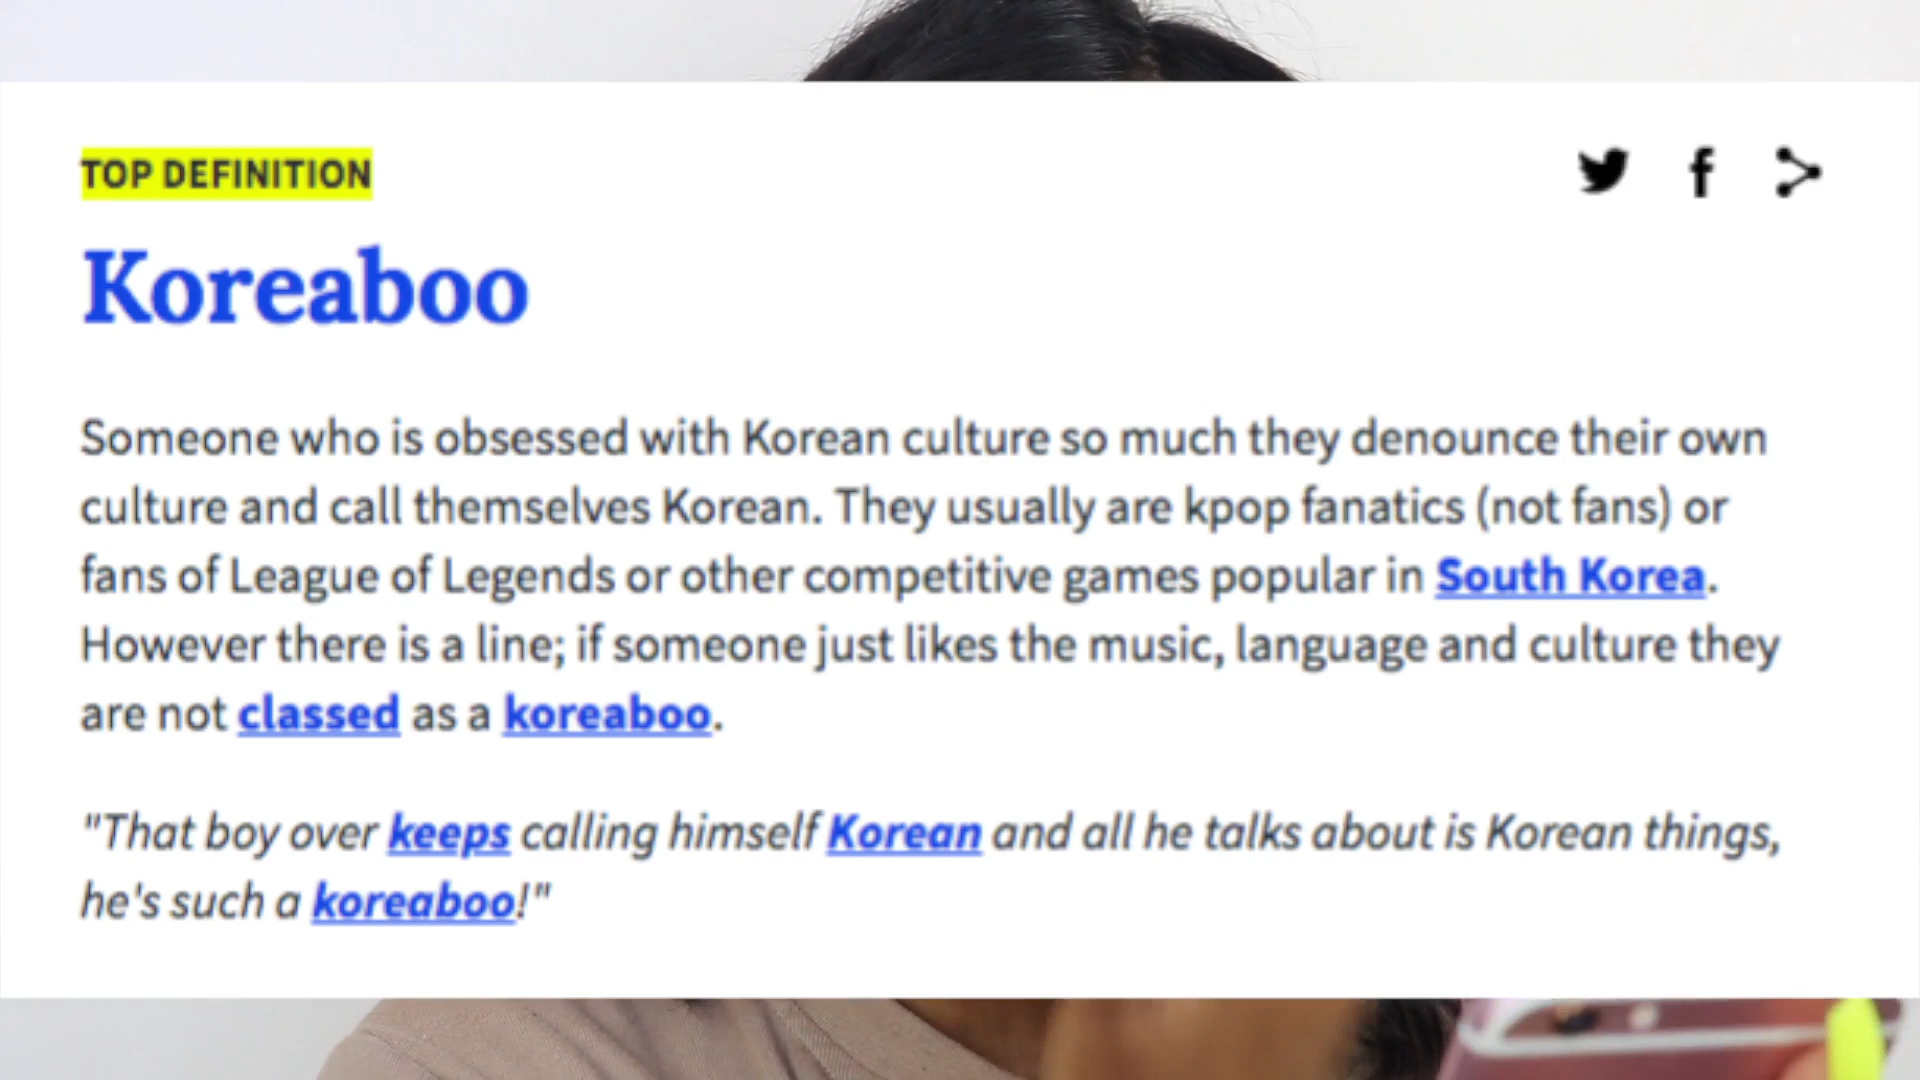 TOP DEFINITION
Koreaboo
Someone who is obsessed with Korean culture so much they denounce their own
culture and call themselves Korean. They usually are kpop fanatics (not fans) or
fans of League of Legends or other competitive games popular in South Korea.
However there is a line; if someone just likes the music, language and culture they
are not classed as a koreaboo.
"That boy over keeps calling himself Korean and all he talks about is Korean things,
he's such a koreaboo!"